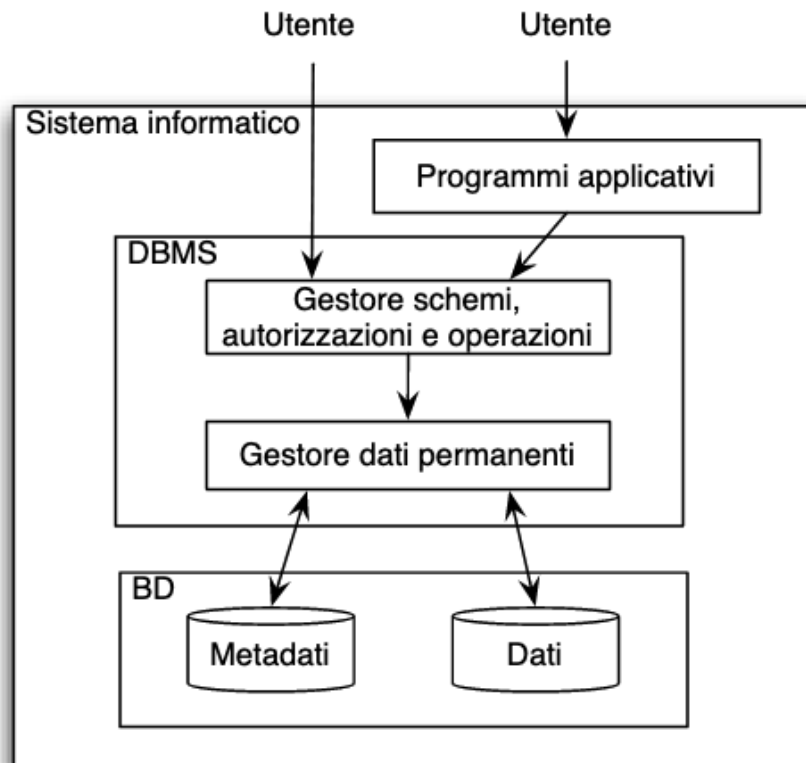 Utente
Utente
Sistema informatico
Programmi applicativi
DBMS
Gestore schemi,
autorizzazioni e operazioni
Gestore dati permanenti
BD
Metadati
Dati